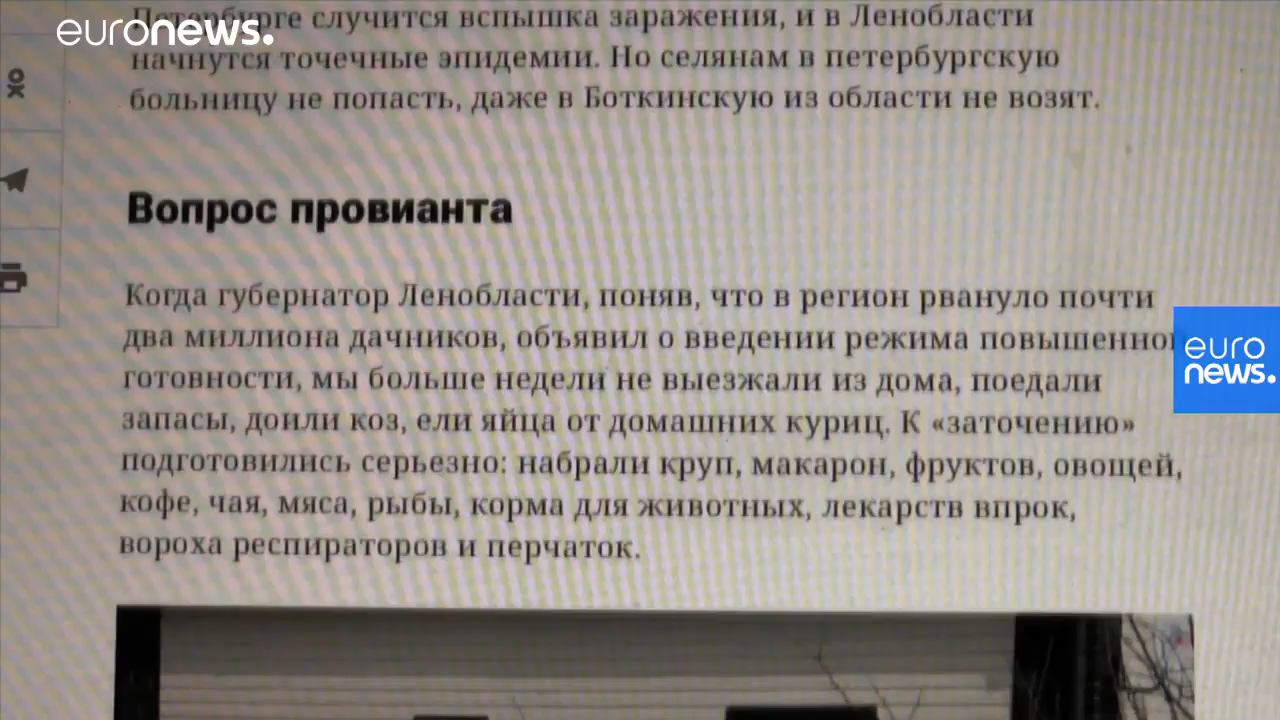 euronews.
Петербурге случится вспышка заражения, и в Ленобласти
начнутся точечные эпидемии. Но селянам в петербургскую
больницу не попасть, даже в Боткинскую из области не возят.
Вопрос провианта
Когда губернатор Ленобласти, поняв, что в регион рвануло почти
два миллиона дачников, объявил о введении режима повышенной
готовности, мы больше недели не выезжали из дома, поедали
запасы, доили коз, ели яйца от домашних куриц. К «заточению»
подготовились серьезно: набрали круп, макарон, фруктов, овощей,
кофе, чая, мяса, рыбы, корма для животных, лекарств впрок,
вороха респираторов и перчаток.
euro
news.